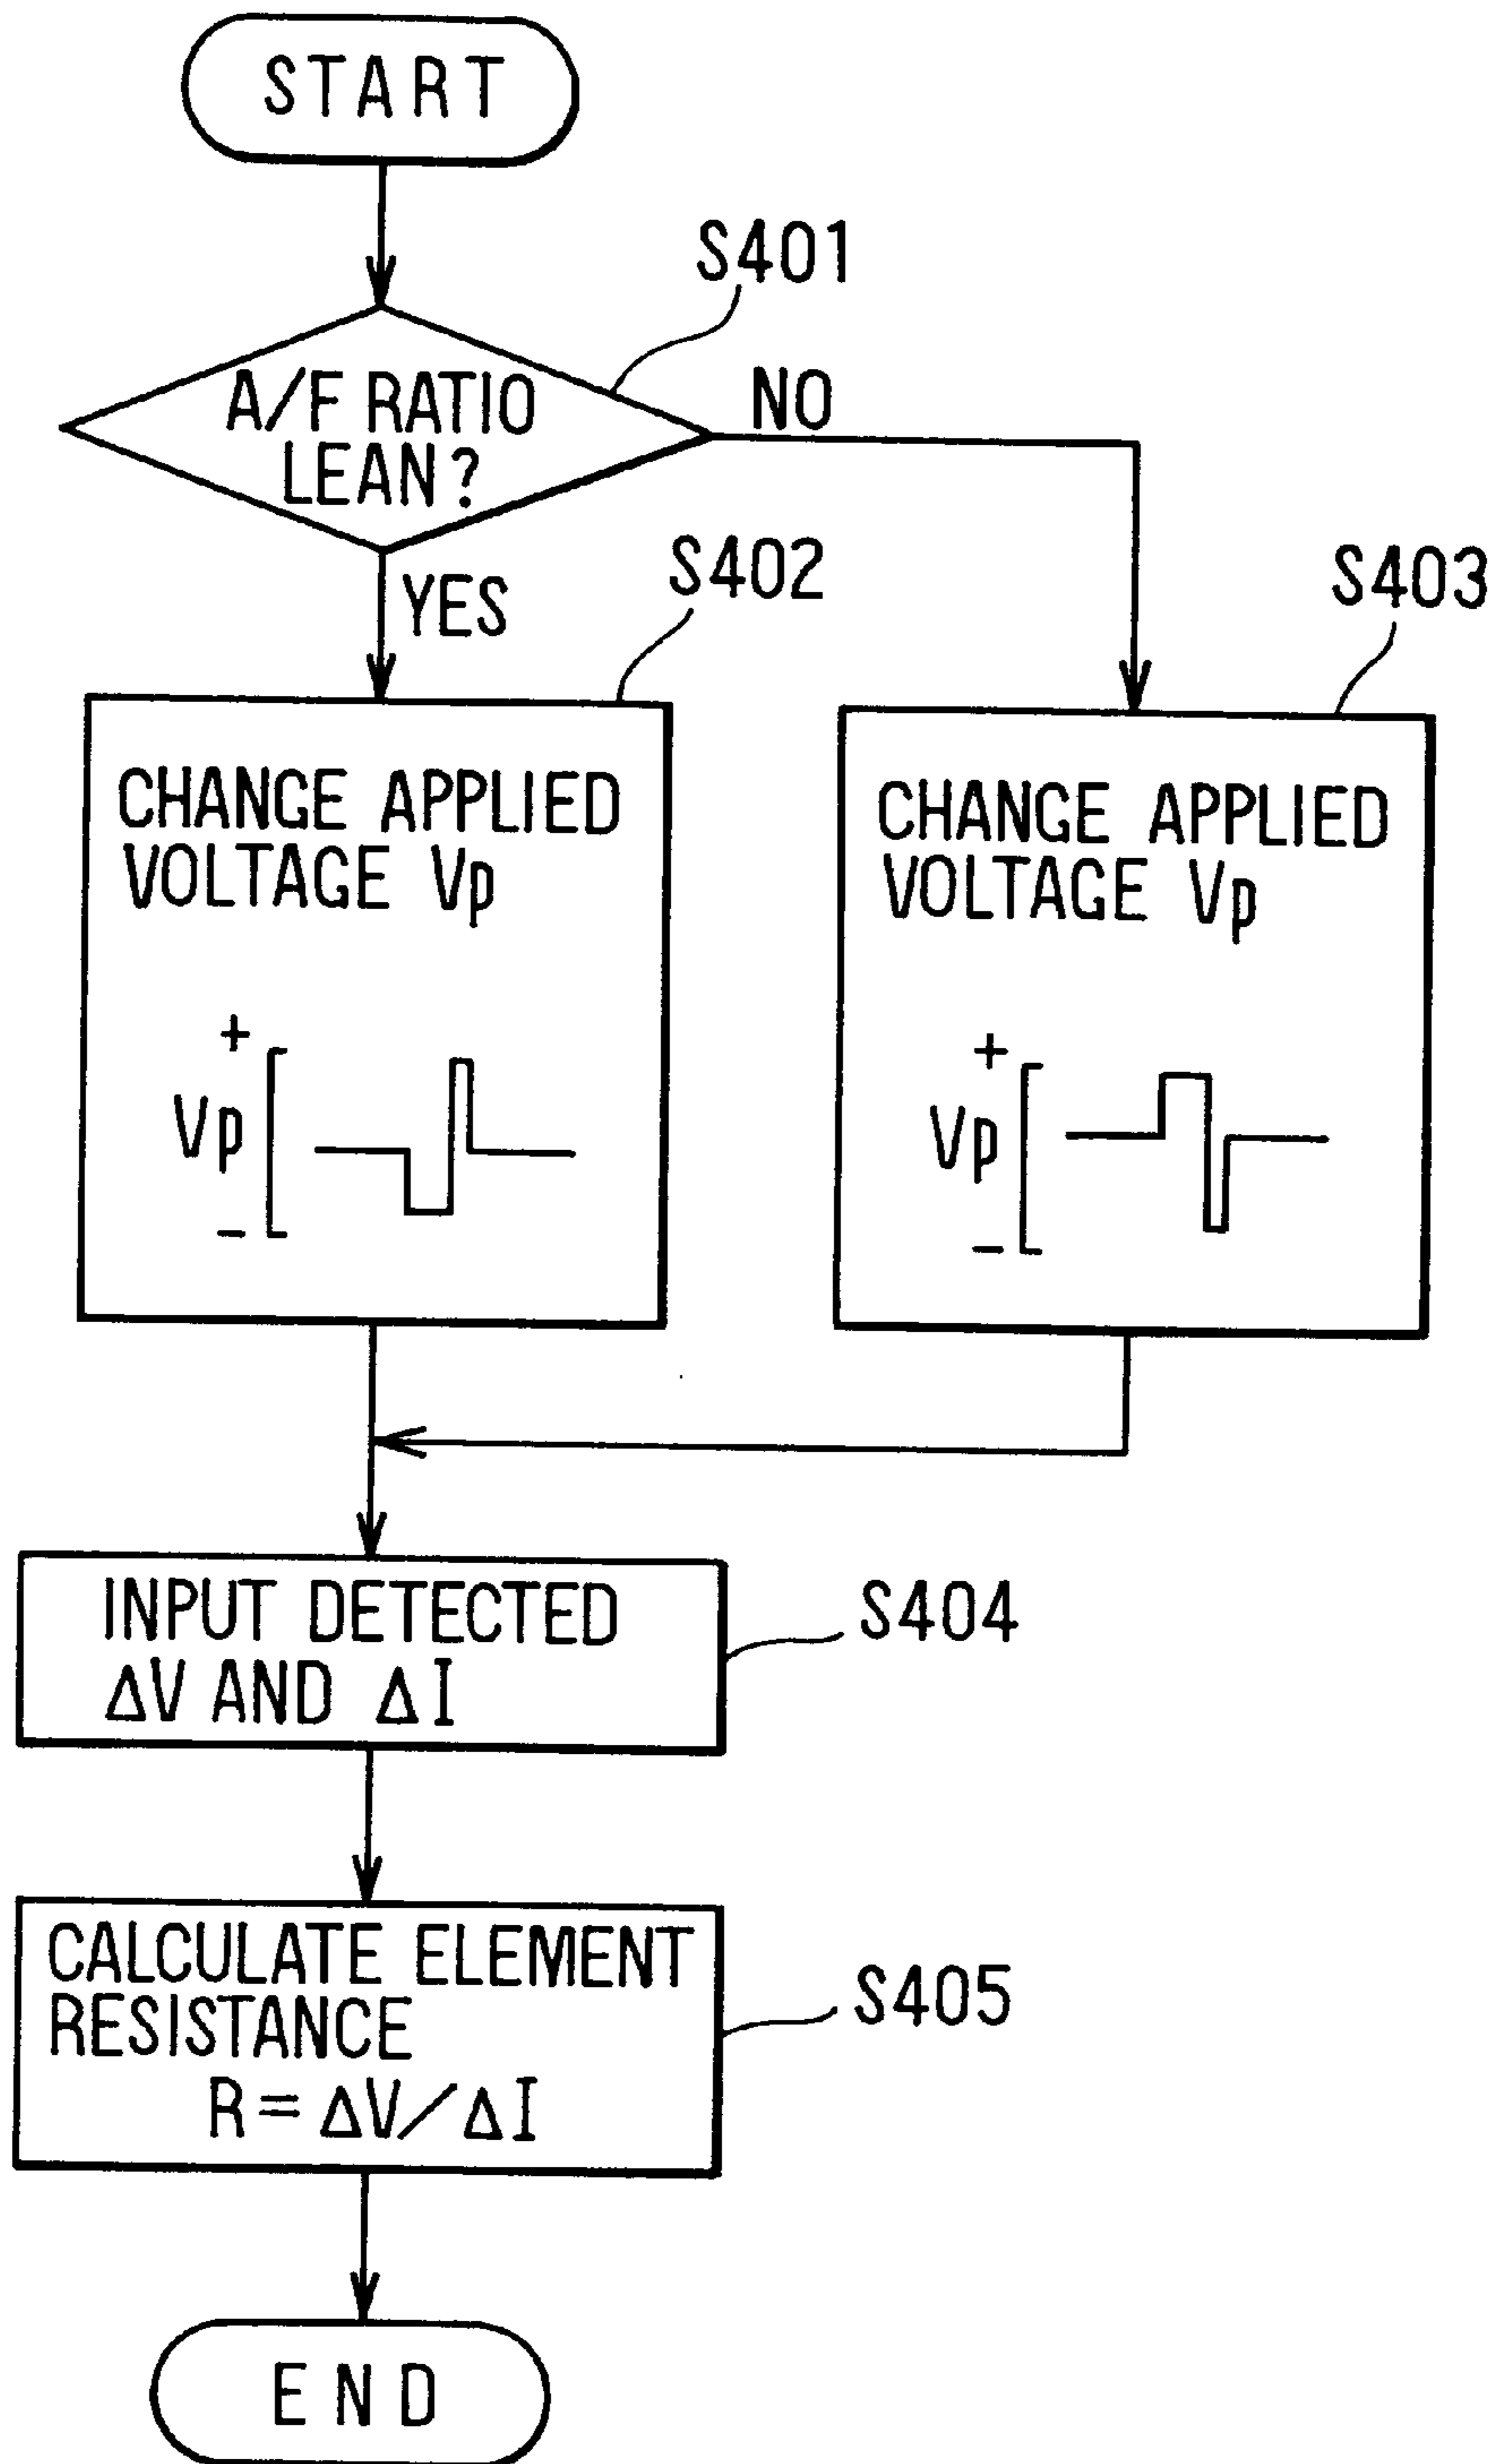 START
S401
A/F RATIO
LEAN?
NO
YES
S402
CHANGE APPLIED
VOLTAGE Vp
+
Vp
−
S403
CHANGE APPLIED
VOLTAGE Vp
+
Vp
−
INPUT DETECTED
ΔV AND ΔI
S404
CALCULATE ELEMENT
RESISTANCE
R=ΔV/ΔI
S405
END